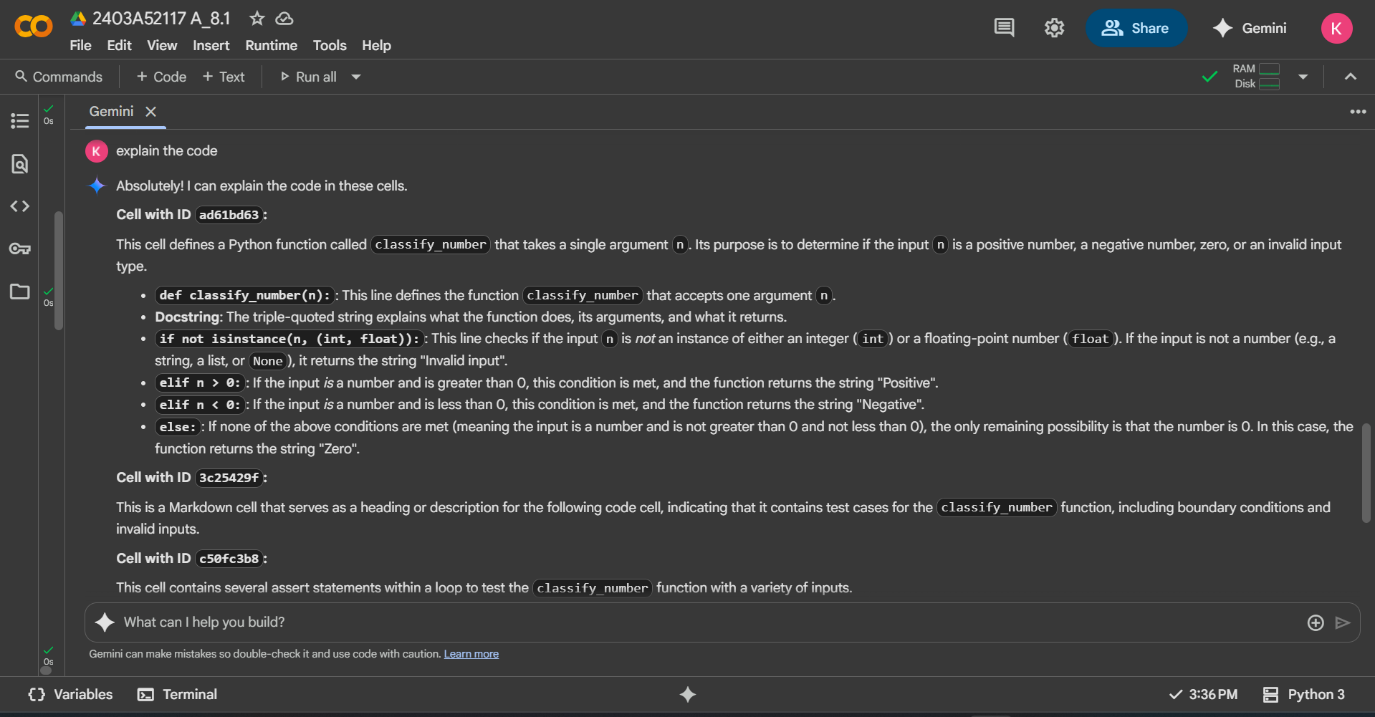 2403A52117 A_8.1
File Edit View Insert Runtime Tools Help
Share
Gemini
K
Commands + Code + Text Run all
RAM
Disk
0s
Gemini
K explain the code
Absolutely! I can explain the code in these cells.
Cell with ID ad61bd63:
This cell defines a Python function called classify_number that takes a single argument n. Its purpose is to determine if the input n is a positive number, a negative number, zero, or an invalid input
type.
• def classify_number(n):: This line defines the function classify_number that accepts one argument n.
• Docstring: The triple-quoted string explains what the function does, its arguments, and what it returns.
0s
• if not isinstance(n, (int, float)):: This line checks if the input n is not an instance of either an integer (int) or a floating-point number (float). If the input is not a number (e.g., a
string, a list, or None), it returns the string "Invalid input".
• elif n > 0:: If the input is a number and is greater than 0, this condition is met, and the function returns the string "Positive".
• elif n < 0:: If the input is a number and is less than 0, this condition is met, and the function returns the string "Negative".
• else:: If none of the above conditions are met (meaning the input is a number and is not greater than 0 and not less than 0), the only remaining possibility is that the number is 0. In this case, the
function returns the string "Zero".
Cell with ID 3c25429f:
This is a Markdown cell that serves as a heading or description for the following code cell, indicating that it contains test cases for the classify_number function, including boundary conditions and
invalid inputs.
Cell with ID c50fc3b8:
This cell contains several assert statements within a loop to test the classify_number function with a variety of inputs.
What can I help you build?
Gemini can make mistakes so double-check it and use code with caution. Learn more
0s
Variables Terminal
3:36 PM Python 3